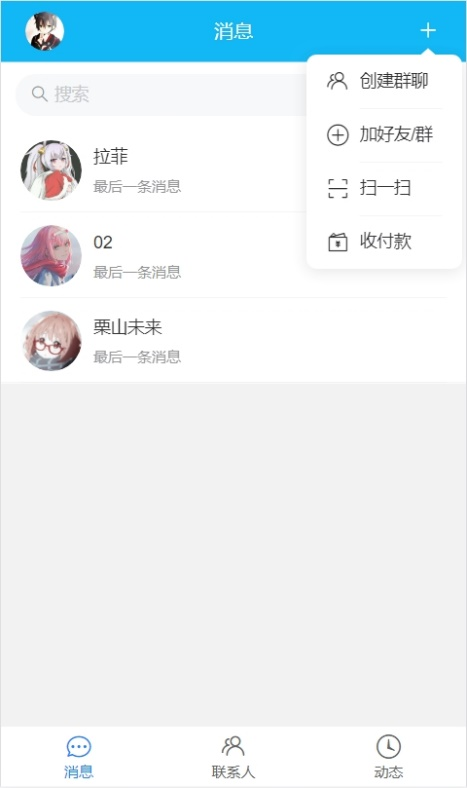 消息
创建群聊
加好友/群
扫一扫
收付款
搜索
拉菲
最后一条消息
02
最后一条消息
栗山未来
最后一条消息
消息
联系人
动态